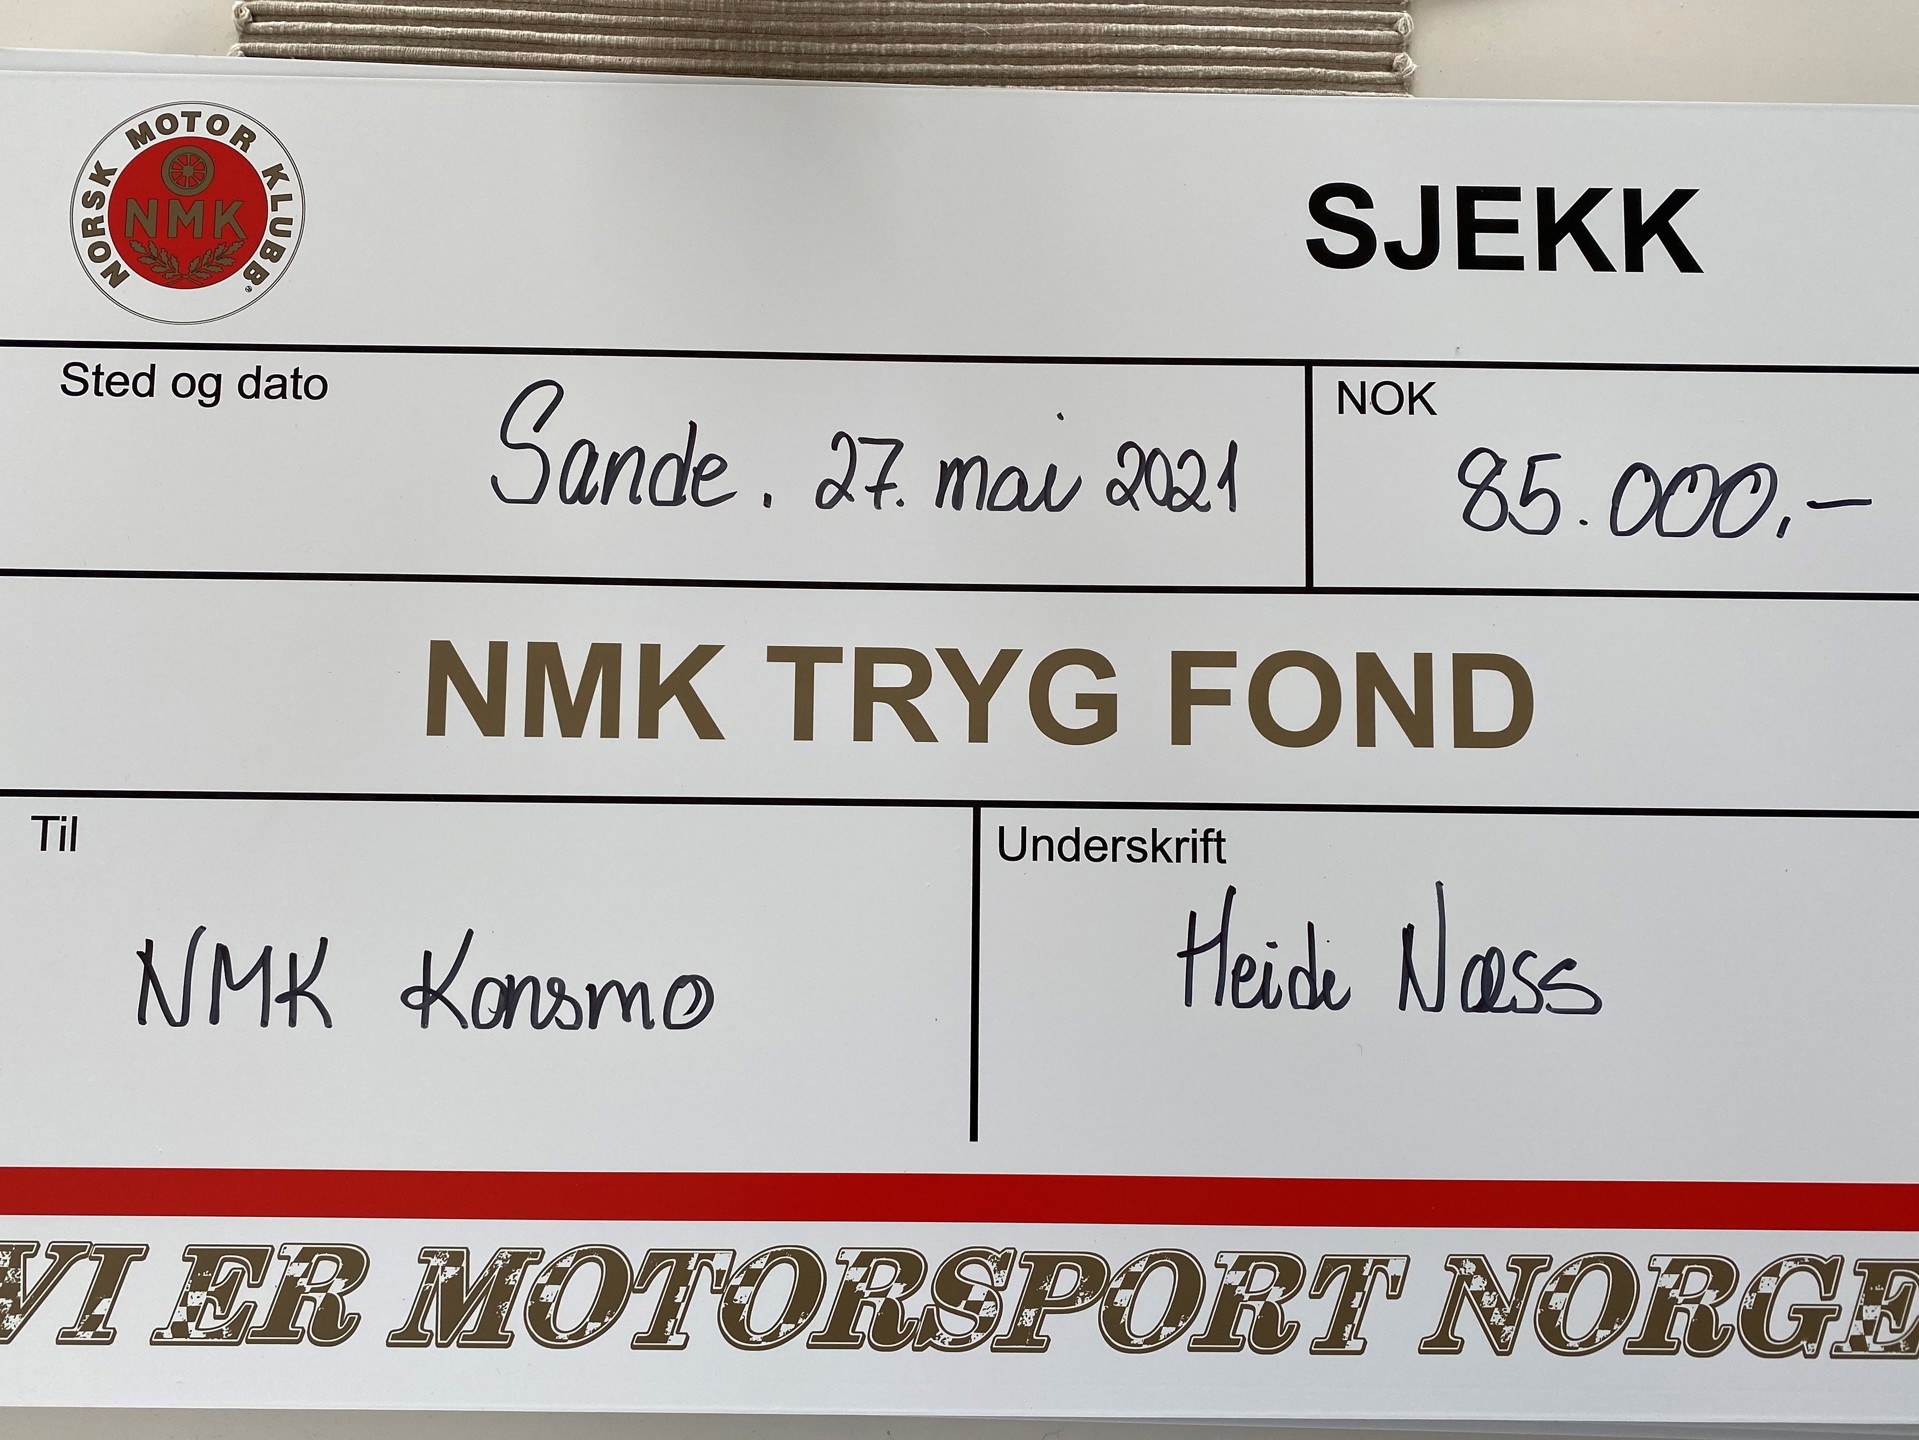 NORSK MOTOR KLUBB
NMK
SJEKK
Sted og dato
Sande. 27. mai 2021
NOK
85.000,-
NMK TRYG FOND
Til
NMK Konsmo
Underskrift
Heidi Næss
VI ER MOTORSPORT NORGE